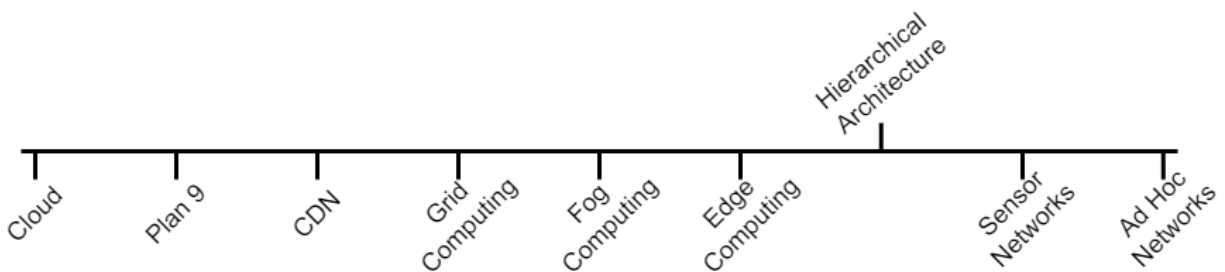 Hierarchical
Architecture
Cloud
Plan 9
CDN
Grid
Computing
Fog
Computing
Edge
Computing
Sensor
Networks
Ad Hoc
Networks